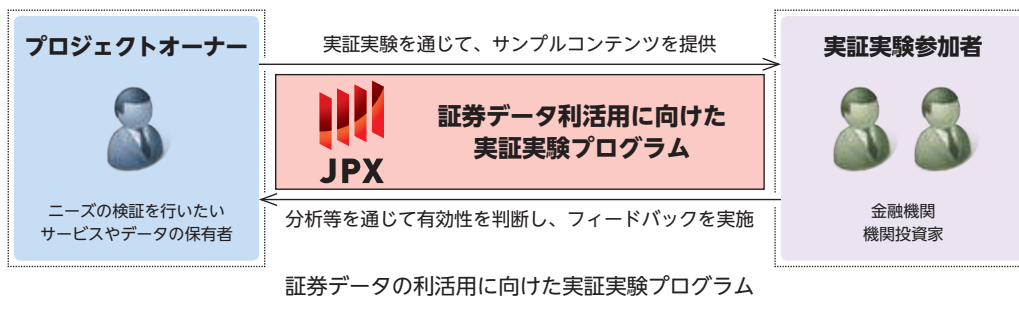 プロジェクトオーナー
ニーズの検証を行いたい
サービスやデータの保有者
実証実験を通じて、サンプルコンテンツを提供
JPX
証券データ利活用に向けた
実証実験プログラム
分析等を通じて有効性を判断し、フィードバックを実施
実証実験参加者
金融機関
機関投資家
証券データの利活用に向けた実証実験プログラム